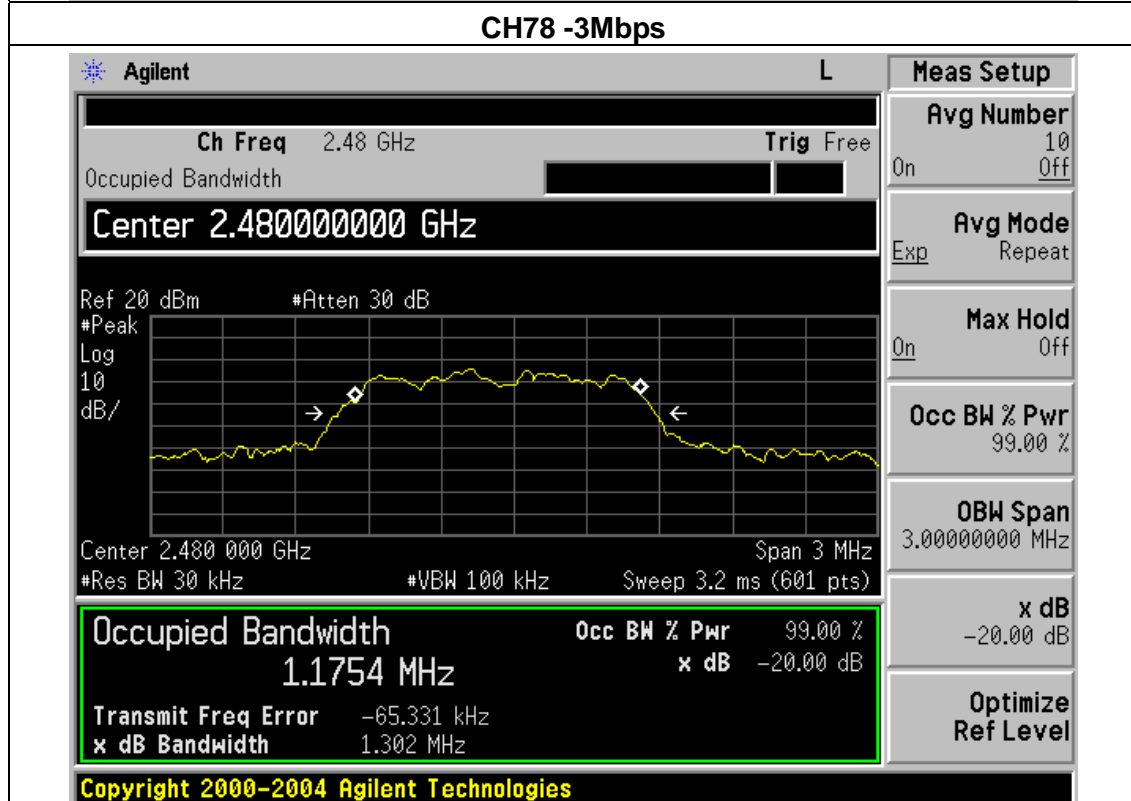 CH78 -3Mbps
Agilent L Meas Setup
Ch Freq 2.48 GHz Trig Free
Occupied Bandwidth
Center 2.480000000 GHz
Ref 20 dBm #Atten 30 dB
#Peak
Log
10
dB/
Center 2.480 000 GHz Span 3 MHz
#Res BW 30 kHz #VBW 100 kHz Sweep 3.2 ms (601 pts)
Occupied Bandwidth Occ BW % Pwr 99.00 %
1.1754 MHz x dB -20.00 dB
Transmit Freq Error -65.331 kHz
x dB Bandwidth 1.302 MHz
Avg Number
10
On Off
Avg Mode
Exp Repeat
Max Hold
On Off
Occ BW % Pwr
99.00 %
OBW Span
3.00000000 MHz
x dB
-20.00 dB
Optimize
Ref Level
Copyright 2000-2004 Agilent Technologies